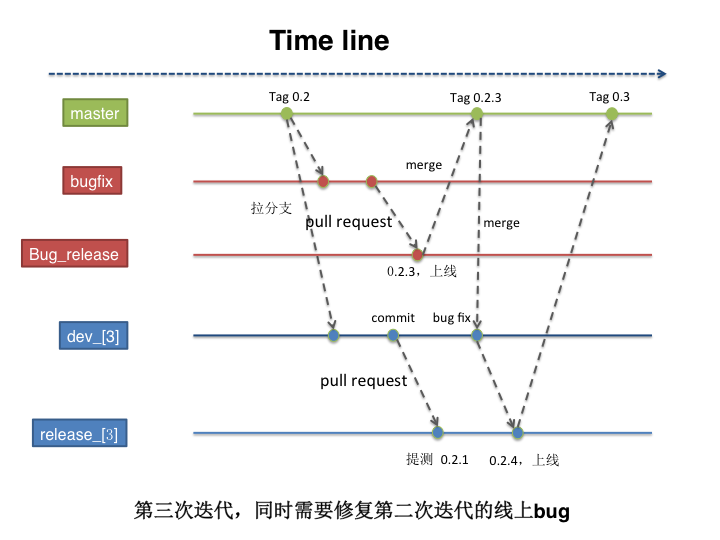 Time line
Tag 0.2
Tag 0.2.3
Tag 0.3
master
merge
bugfix
拉分支
pull request
merge
Bug_release
0.2.3，上线
commit
bug fix
dev_[3]
pull request
release_[3]
提测 0.2.1
0.2.4，上线
第三次迭代，同时需要修复第二次迭代的线上bug